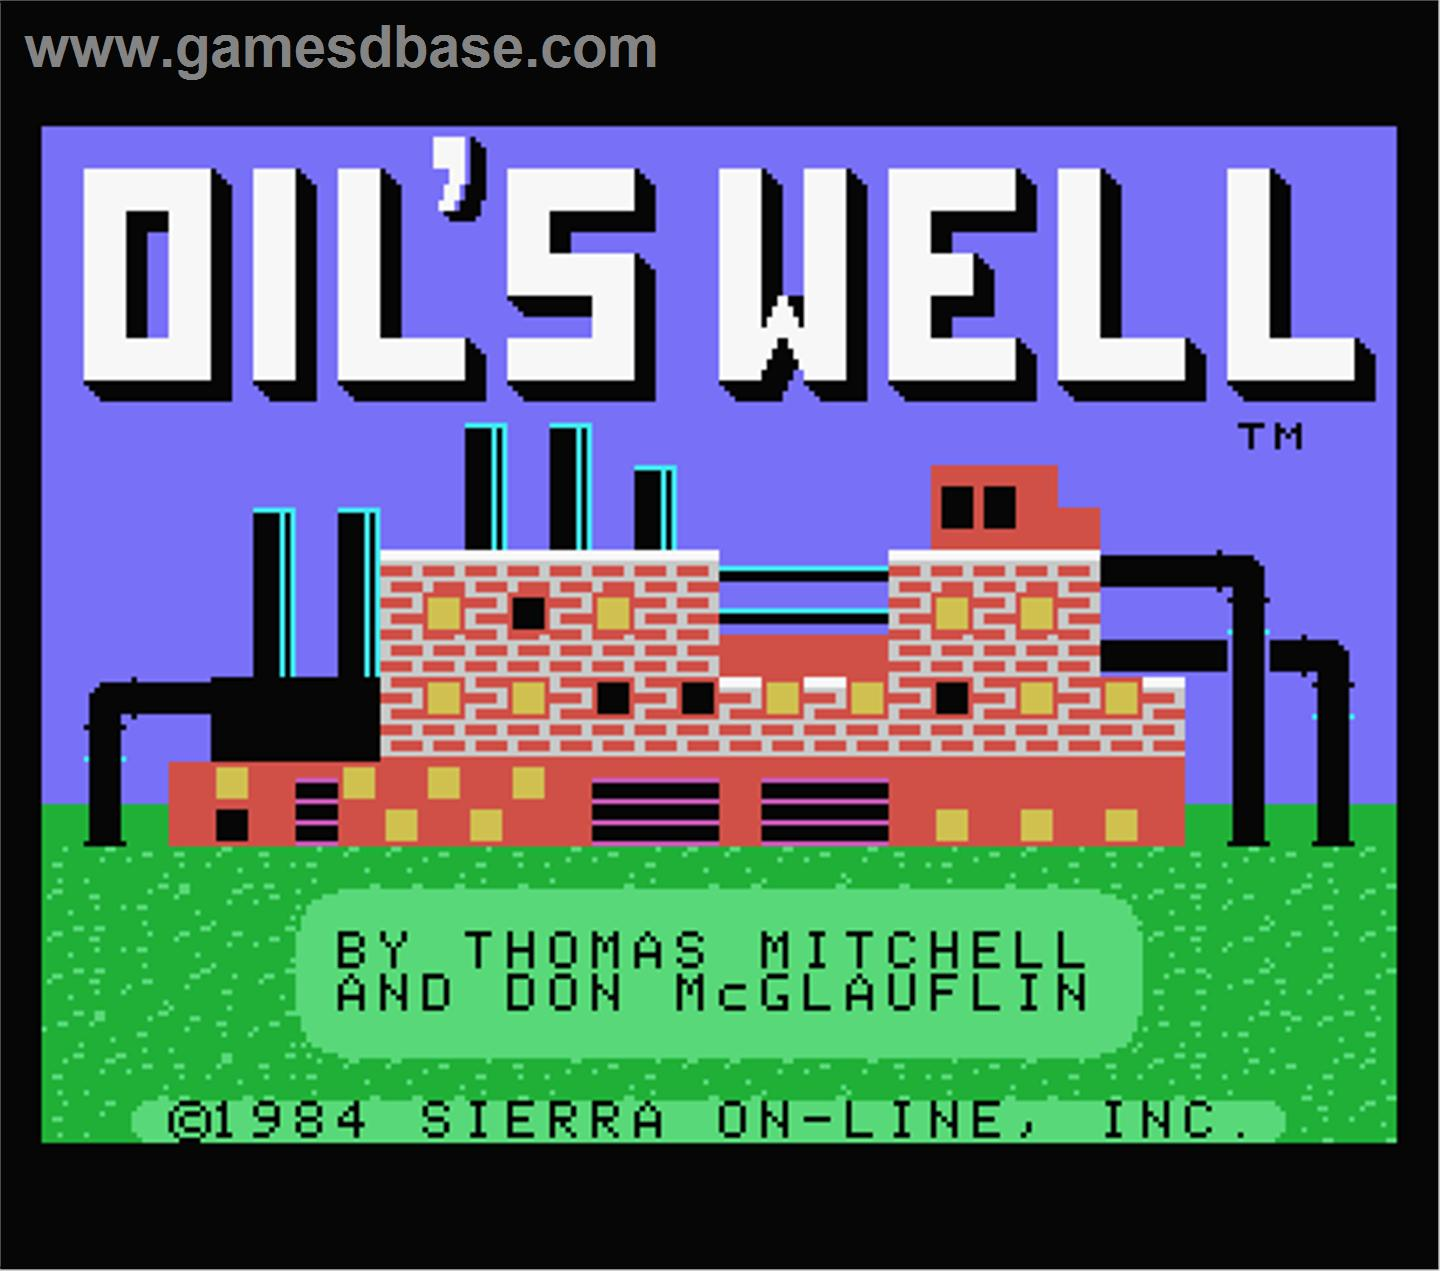 www.gamesdbase.com
OIL'S WELL
TM
BY THOMAS MITCHELL
AND DON McGLAUFLIN
©1984 SIERRA ON-LINE, INC.